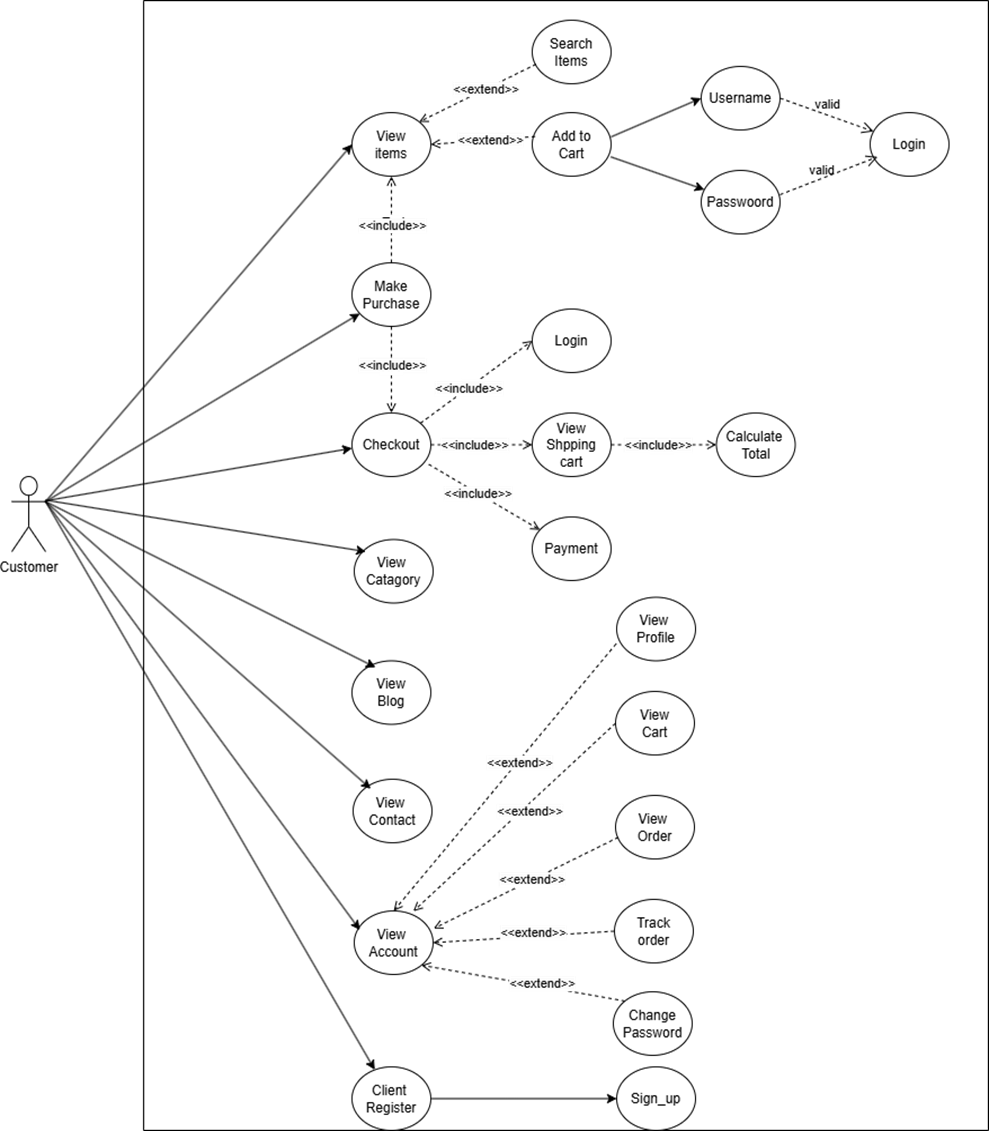 Search
Items
<<extend>>
Username
valid
View
items
<<extend>>
Add to
Cart
Login
valid
Passwoord
<<include>>
Make
Purchase
Login
<<include>>
<<include>>
Checkout
<<include>>
View
Shpping
cart
<<include>>
Calculate
Total
<<include>>
Payment
Customer
View
Catagory
View
Profile
View
Blog
View
Cart
<<extend>>
View
Contact
<<extend>>
View
Order
<<extend>>
View
Account
<<extend>>
Track
order
<<extend>>
Change
Password
Client
Register
Sign_up